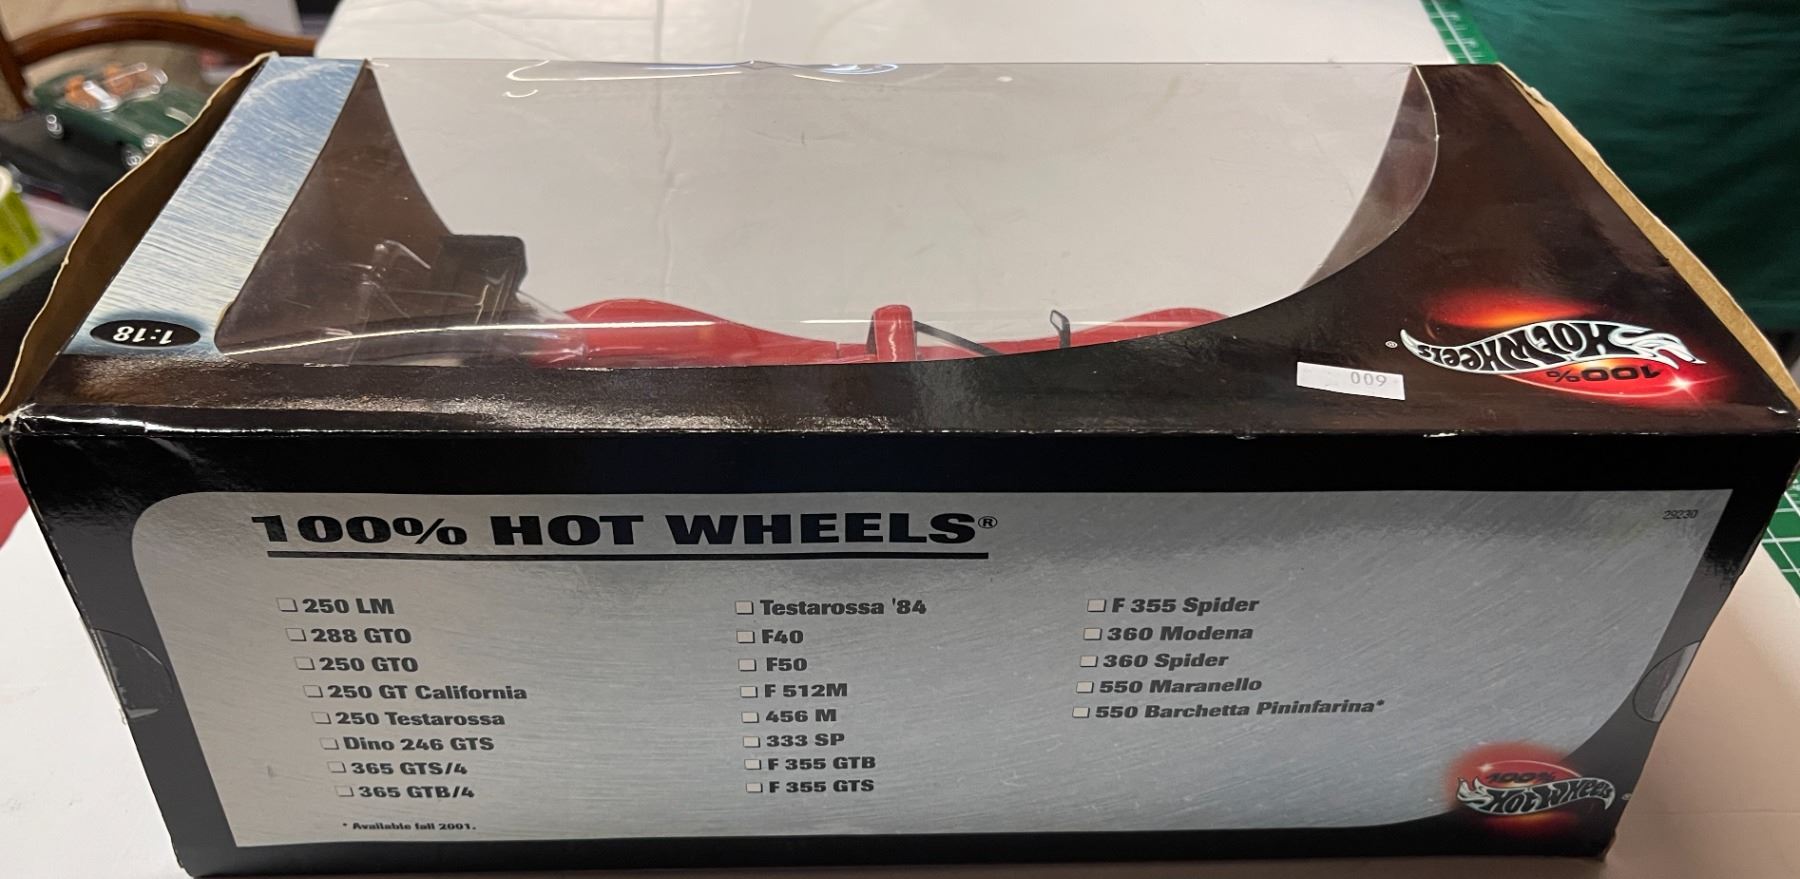 1:18
100%
HOT WHEELS
®
009
100% HOT WHEELS®
29230
250 LM
288 GTO
250 GTO
250 GT California
250 Testarossa
Dino 246 GTS
365 GTS/4
365 GTB/4
* Available fall 2001.
Testarossa '84
F40
F50
F 512M
456 M
333 SP
F 355 GTB
F 355 GTS
F 355 Spider
360 Modena
360 Spider
550 Maranello
550 Barchetta Pininfarina*
100%
HOT WHEELS
®